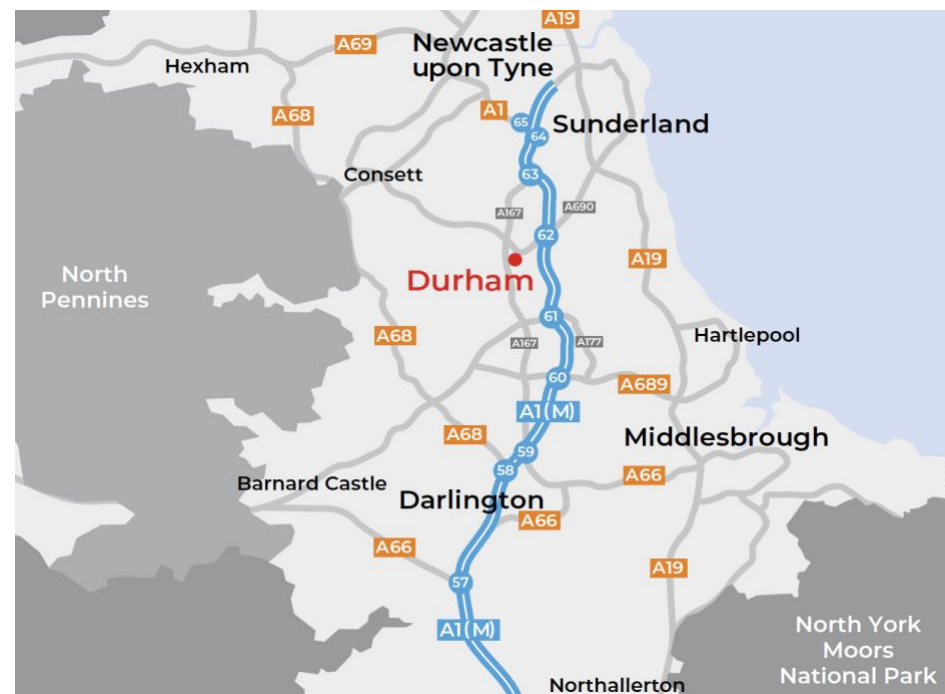 A19
Newcastle
upon Tyne
A69
Hexham
A68
A1
65
64
Sunderland
63
Consett
A167
A690
62
North
Pennines
Durham
A19
61
A68
A167
A177
Hartlepool
60
A689
A1(M)
A68
59
Middlesbrough
58
A66
Barnard Castle
Darlington
A66
A66
57
A19
A1(M)
North York
Moors
National Park
Northallerton